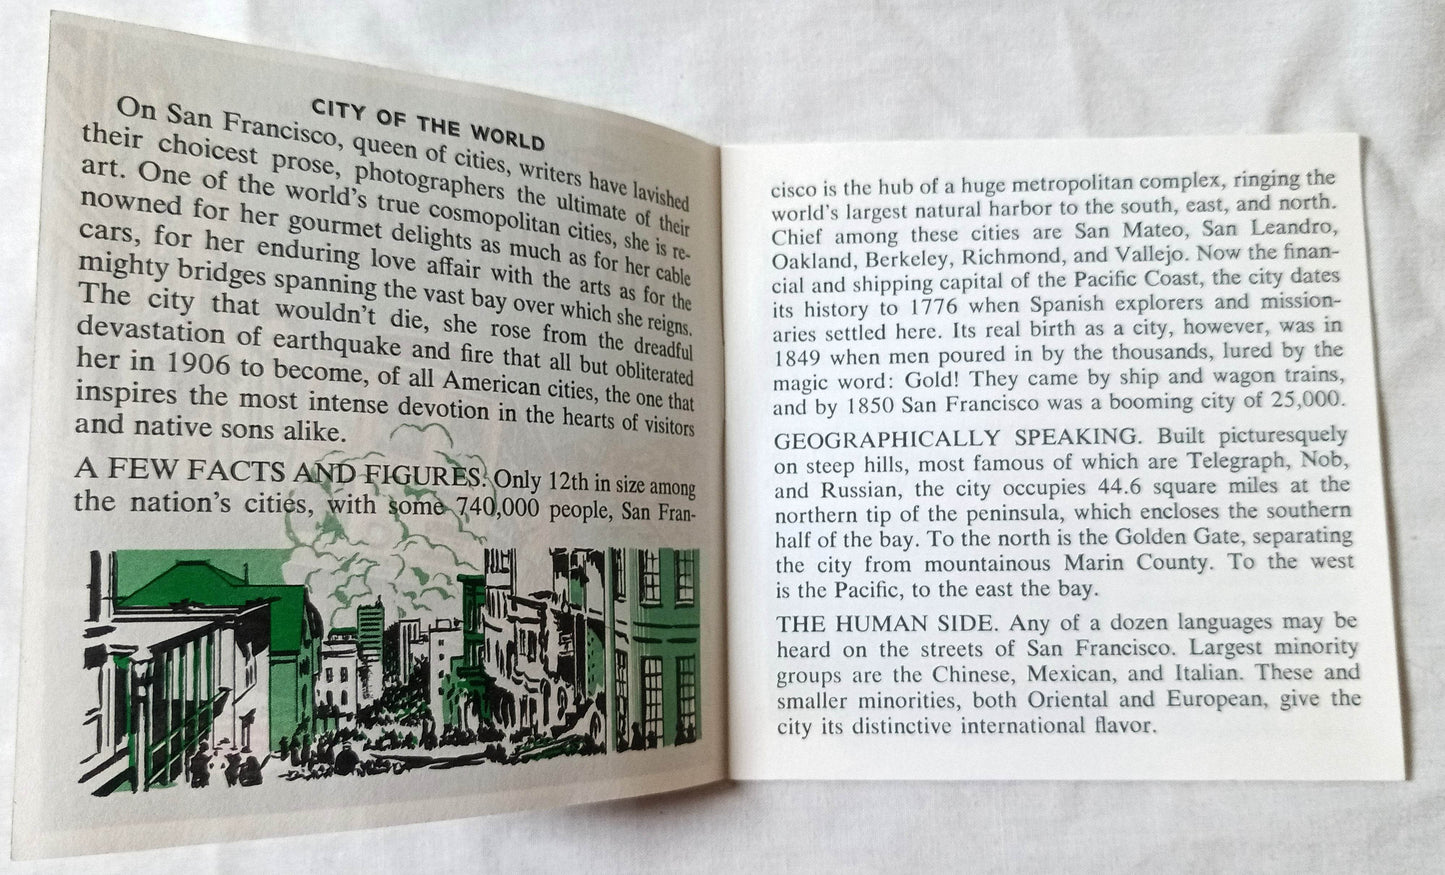 CITY OF THE WORLD
On San Francisco, queen of cities, writers have lavished
their choicest prose, photographers the ultimate of their
art. One of the world's true cosmopolitan cities, she is re-
nowned for her gourmet delights as much as for her cable
cars, for her enduring love affair with the arts as for the
mighty bridges spanning the vast bay over which she reigns.
The city that wouldn't die, she rose from the dreadful
devastation of earthquake and fire that all but obliterated
her in 1906 to become, of all American cities, the one that
inspires the most intense devotion in the hearts of visitors
and native sons alike.
A FEW FACTS AND FIGURES. Only 12th in size among
the nation's cities, with some 740,000 people, San Fran-
cisco is the hub of a huge metropolitan complex, ringing the
world's largest natural harbor to the south, east, and north.
Chief among these cities are San Mateo, San Leandro,
Oakland, Berkeley, Richmond, and Vallejo. Now the finan-
cial and shipping capital of the Pacific Coast, the city dates
its history to 1776 when Spanish explorers and mission-
aries settled here. Its real birth as a city, however, was in
1849 when men poured in by the thousands, lured by the
magic word: Gold! They came by ship and wagon trains,
and by 1850 San Francisco was a booming city of 25,000.
GEOGRAPHICALLY SPEAKING. Built picturesquely
on steep hills, most famous of which are Telegraph, Nob,
and Russian, the city occupies 44.6 square miles at the
northern tip of the peninsula, which encloses the southern
half of the bay. To the north is the Golden Gate, separating
the city from mountainous Marin County. To the west
is the Pacific, to the east the bay.
THE HUMAN SIDE. Any of a dozen languages may be
heard on the streets of San Francisco. Largest minority
groups are the Chinese, Mexican, and Italian. These and
smaller minorities, both Oriental and European, give the
city its distinctive international flavor.